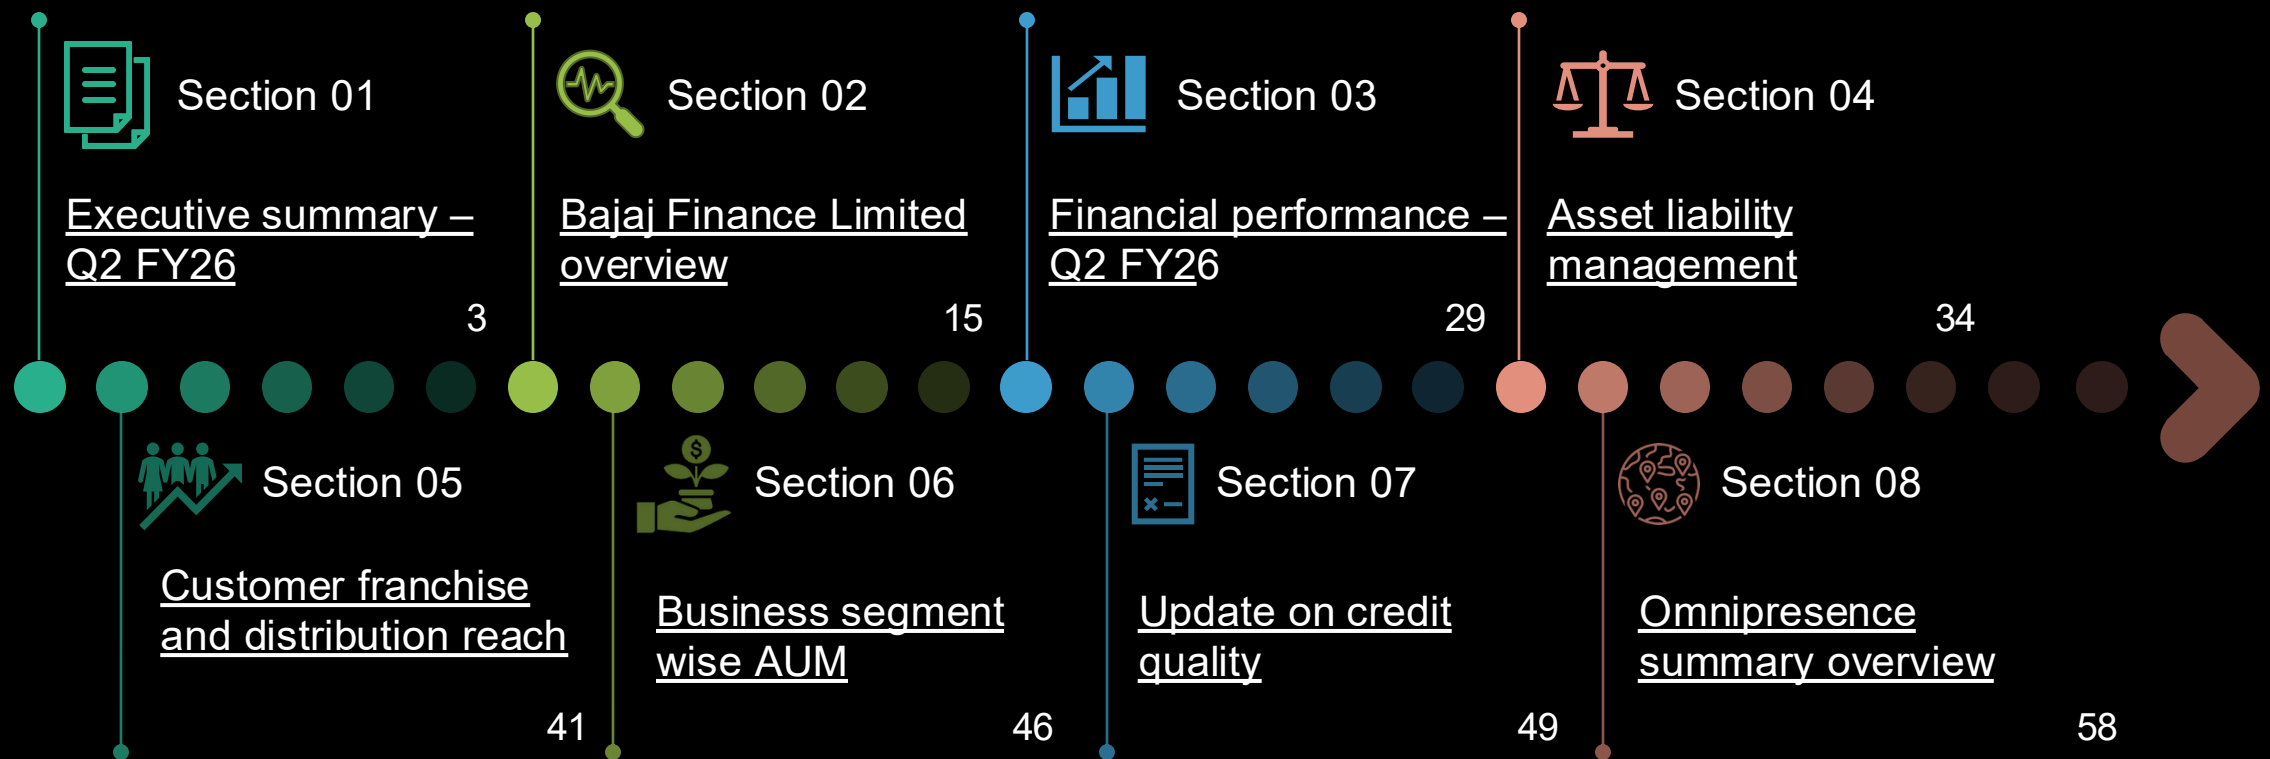 Section 01
Executive summary –
Q2 FY26
3
Section 02
Bajaj Finance Limited
overview
15
Section 03
Financial performance –
Q2 FY26
29
Section 04
Asset liability
management
34
Section 05
Customer franchise
and distribution reach
41
Section 06
Business segment
wise AUM
46
Section 07
Update on credit
quality
49
Section 08
Omnipresence
summary overview
58